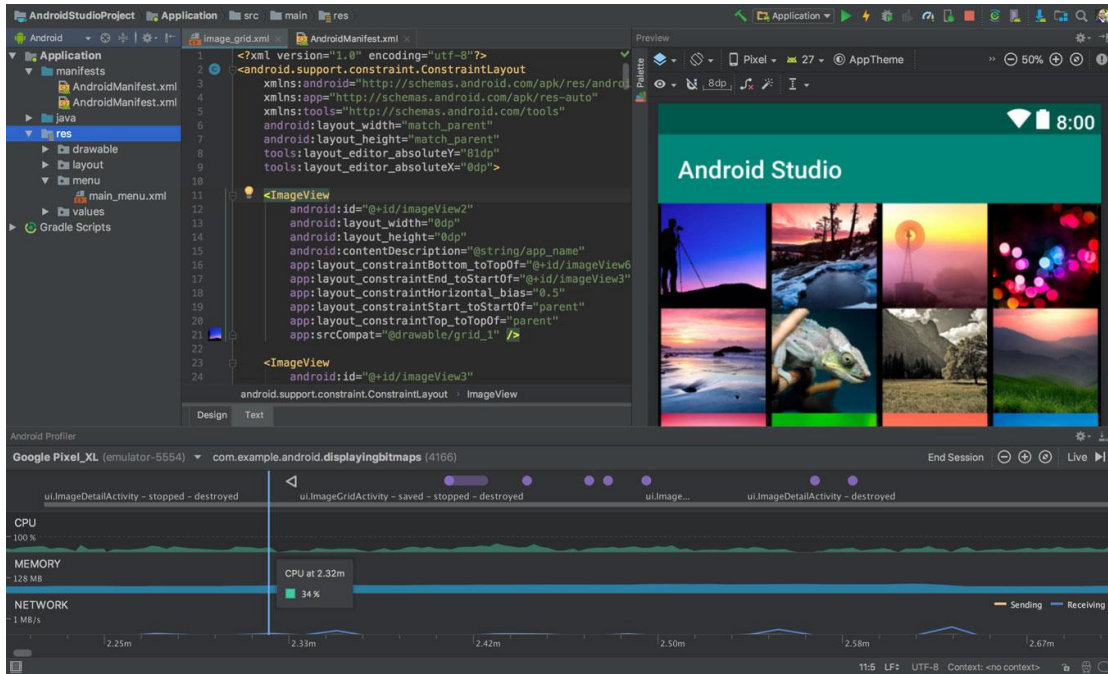 AndroidStudioProject Application src main res Application
Android image_grid.xml AndroidManifest.xml Preview
Application
manifests
AndroidManifest.xml
AndroidManifest.xml
java
res
drawable
layout
menu
main_menu.xml
values
Gradle Scripts
1 <?xml version="1.0" encoding="utf-8"?>
2 <android.support.constraint.ConstraintLayout
3 xmlns:android="http://schemas.android.com/apk/res/andro
4 xmlns:app="http://schemas.android.com/apk/res-auto"
5 xmlns:tools="http://schemas.android.com/tools"
6 android:layout_width="match_parent"
7 android:layout_height="match_parent"
8 tools:layout_editor_absoluteY="81dp"
9 tools:layout_editor_absoluteX="0dp">
10
11 <ImageView
12 android:id="@+id/imageView2"
13 android:layout_width="0dp"
14 android:layout_height="0dp"
15 android:contentDescription="@string/app_name"
16 app:layout_constraintBottom_toTopOf="@+id/imageView6
17 app:layout_constraintEnd_toStartOf="@+id/imageView3"
18 app:layout_constraintHorizontal_bias="0.5"
19 app:layout_constraintStart_toStartOf="parent"
20 app:layout_constraintTop_toTopOf="parent"
21 app:srcCompat="@drawable/grid_1" />
22
23 <ImageView
24 android:id="@+id/imageView3"
android.support.constraint.ConstraintLayout › ImageView
Design Text
Palette
Pixel 27 AppTheme » 50%
8dp
8:00
Android Studio
Android Profiler
Google Pixel_XL (emulator-5554) com.example.android.displayingbitmaps (4166) End Session Live
ui.ImageDetailActivity - stopped - destroyed ui.ImageGridActivity - saved - stopped - destroyed ui.Image... ui.ImageDetailActivity - destroyed
CPU
100 %
MEMORY
128 MB
CPU at 2.32m
34 %
NETWORK Sending Receiving
1 MB/s
2.25m 2.33m 2.42m 2.50m 2.58m 2.67m
11:5 LF UTF-8 Context: <no context>